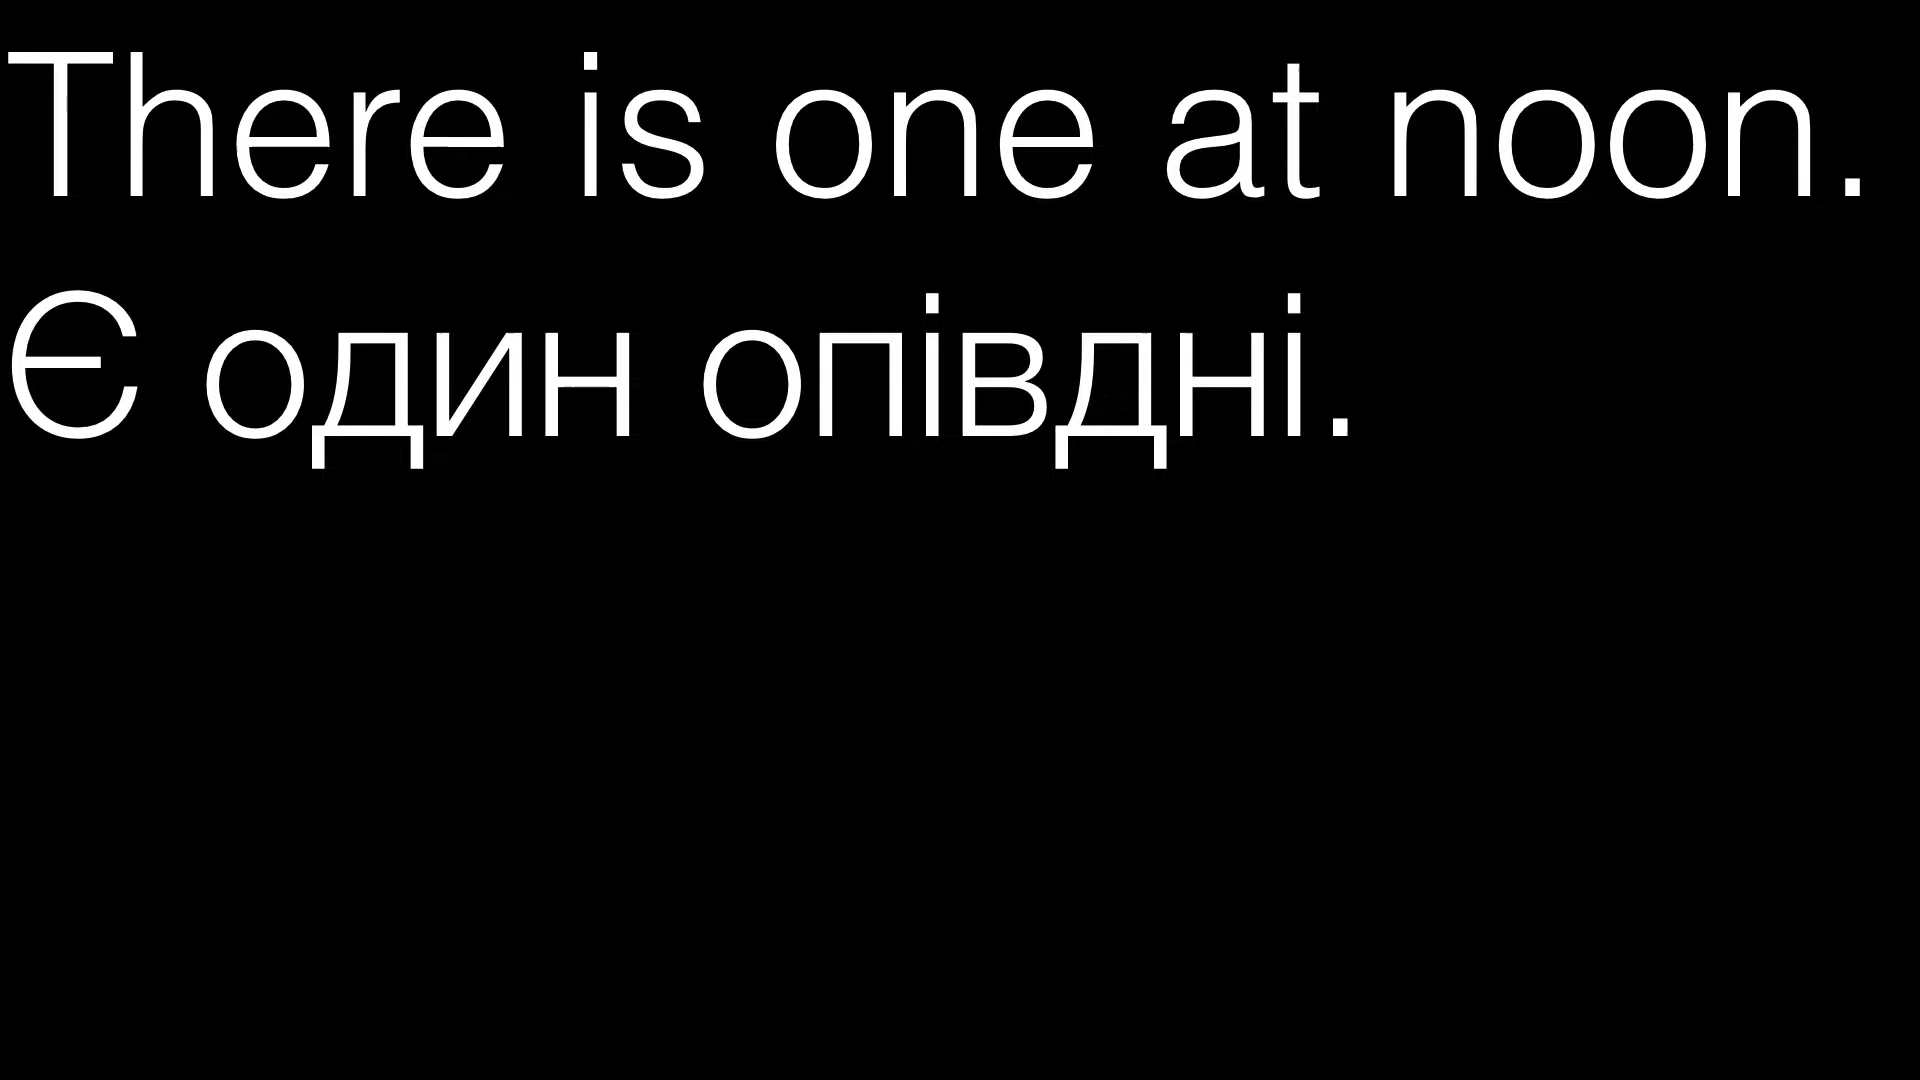 There is one at noon.
Є один опівдні.